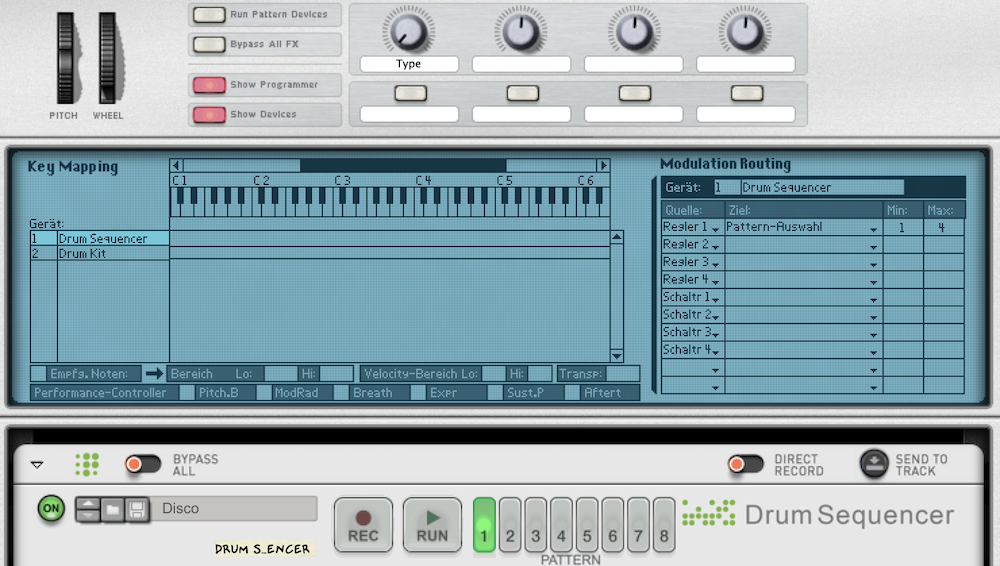 Run Pattern Devices
Bypass All FX
Show Programmer
Show Devices
PITCH WHEEL
Type
Key Mapping
C1 C2 C3 C4 C5 C6
Gerät:
1 Drum Sequencer
2 Drum Kit
Empfg. Noten: Bereich Lo: Hi: Velocity-Bereich Lo: Hi: Transp:
Performance-Controller Pitch.B ModRad Breath Expr Sust.P Aftert
Modulation Routing
Gerät: 1 Drum Sequencer
Quelle: Ziel: Min: Max:
Regler 1 Pattern-Auswahl 1 4
Regler 2
Regler 3
Regler 4
Schaltr 1
Schaltr 2
Schaltr 3
Schaltr 4
BYPASS
ALL
DIRECT
RECORD
SEND TO
TRACK
ON
Disco
DRUM S_ENCER
REC
RUN
1 2 3 4 5 6 7 8
PATTERN
Drum Sequencer